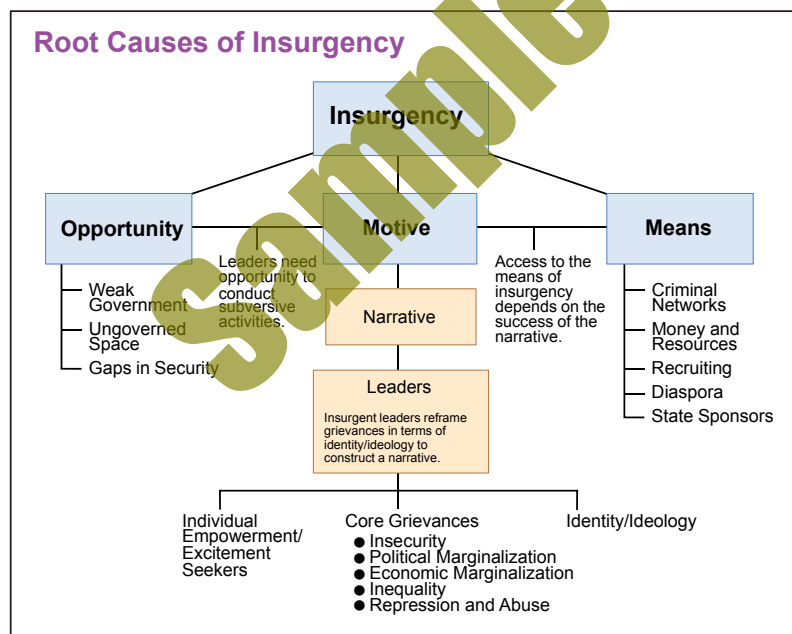 Root Causes of Insurgency
Sample
Insurgency
Opportunity
Motive
Means
Leaders need
opportunity to
conduct
subversive
activities.
Access to the
means of
insurgency
depends on the
success of the
narrative.
Weak
Government
Ungoverned
Space
Gaps in Security
Narrative
Leaders
Insurgent leaders reframe
grievances in terms of
identity/ideology to
construct a narrative.
Criminal
Networks
Money and
Resources
Recruiting
Diaspora
State Sponsors
Individual
Empowerment/
Excitement
Seekers
Core Grievances
● Insecurity
● Political Marginalization
● Economic Marginalization
● Inequality
● Repression and Abuse
Identity/Ideology